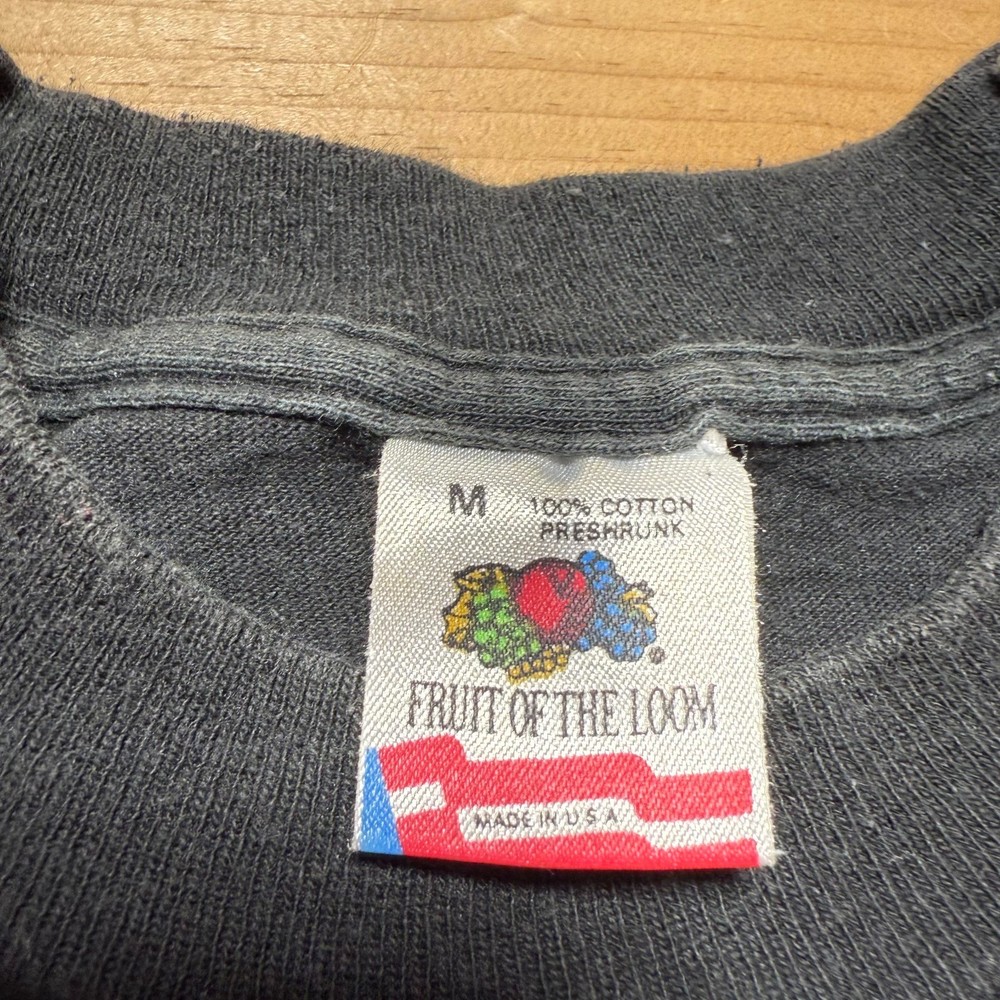 M
100% COTTON
PRESHRUNK
®
FRUIT OF THE LOOM
MADE IN U S A